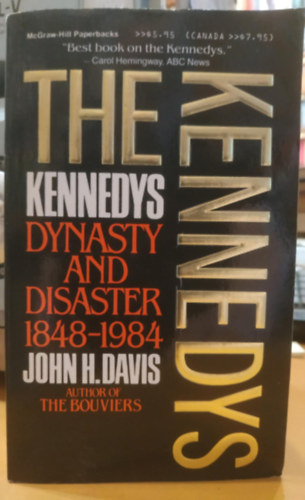 McGraw-Hill Paperbacks >>$5.95 (CANADA >>$7.95)
"Best book on the Kennedys."
– Carol Hemingway, ABC News
THE
KENNEDYS
KENNEDYS
DYNASTY
AND
DISASTER
1848-1984
JOHN H. DAVIS
AUTHOR OF
THE BOUVIERS